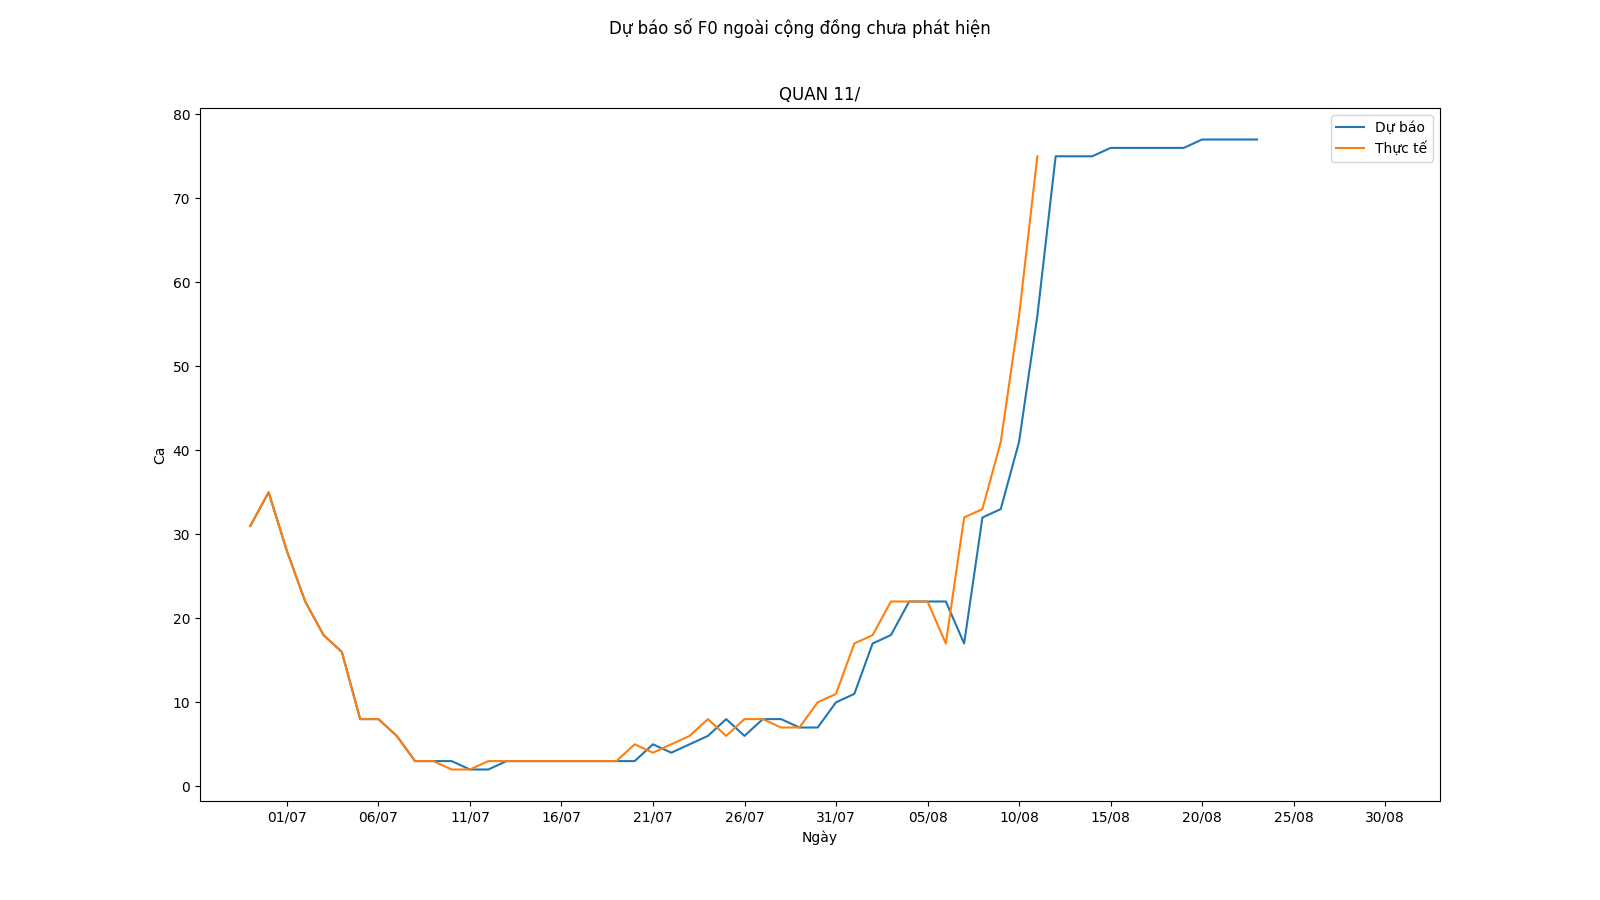 Dự báo số F0 ngoài cộng đồng chưa phát hiện
QUAN 11/
80
70
60
50
40
30
20
10
0
Ca
Dự báo
Thực tế
01/07 06/07 11/07 16/07 21/07 26/07 31/07 05/08 10/08 15/08 20/08 25/08 30/08
Ngày